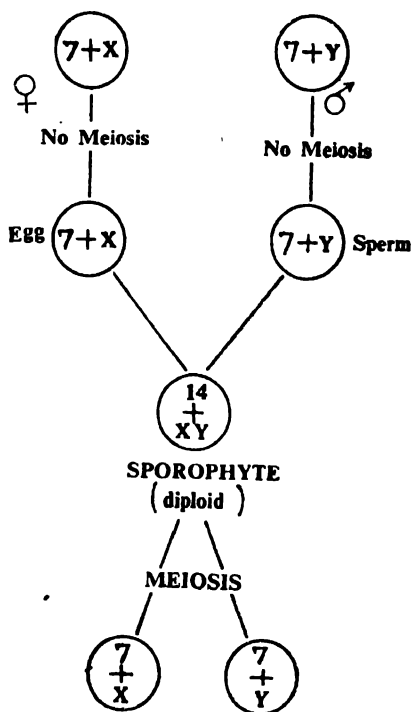 7+X
7+Y
♀
♂
No Meiosis
No Meiosis
Egg
7+X
7+Y
Sperm
14
+
XY
SPOROPHYTE
(diploid)
MEIOSIS
7
+
X
7
+
Y